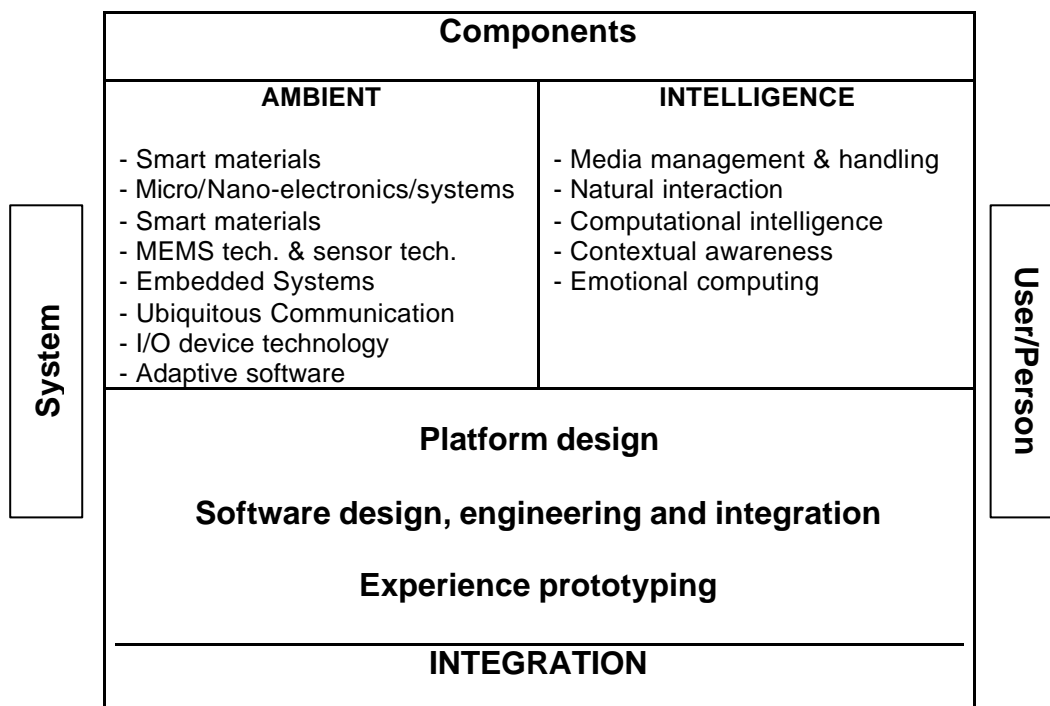 Components
AMBIENT
- Smart materials
- Micro/Nano-electronics/systems
- Smart materials
- MEMS tech. & sensor tech.
- Embedded Systems
- Ubiquitous Communication
- I/O device technology
- Adaptive software
INTELLIGENCE
- Media management & handling
- Natural interaction
- Computational intelligence
- Contextual awareness
- Emotional computing
System
User/Person
Platform design
Software design, engineering and integration
Experience prototyping
INTEGRATION